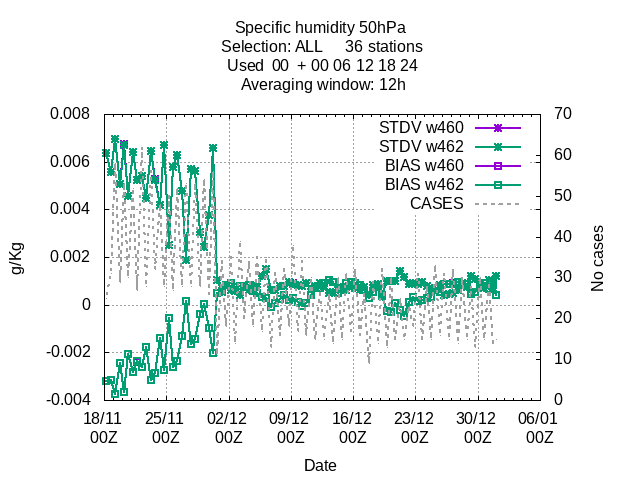 Specific humidity 50hPa
Selection: ALL     36 stations
Used  00  + 00 06 12 18 24
Averaging window: 12h
STDV w460
STDV w462
BIAS w460
BIAS w462
CASES
0.008
0.006
0.004
0.002
0
-0.002
-0.004
g/Kg
70
60
50
40
30
20
10
0
No cases
18/11 25/11 02/12 09/12 16/12 23/12 30/12 06/01
00Z 00Z 00Z 00Z 00Z 00Z 00Z 00Z
Date